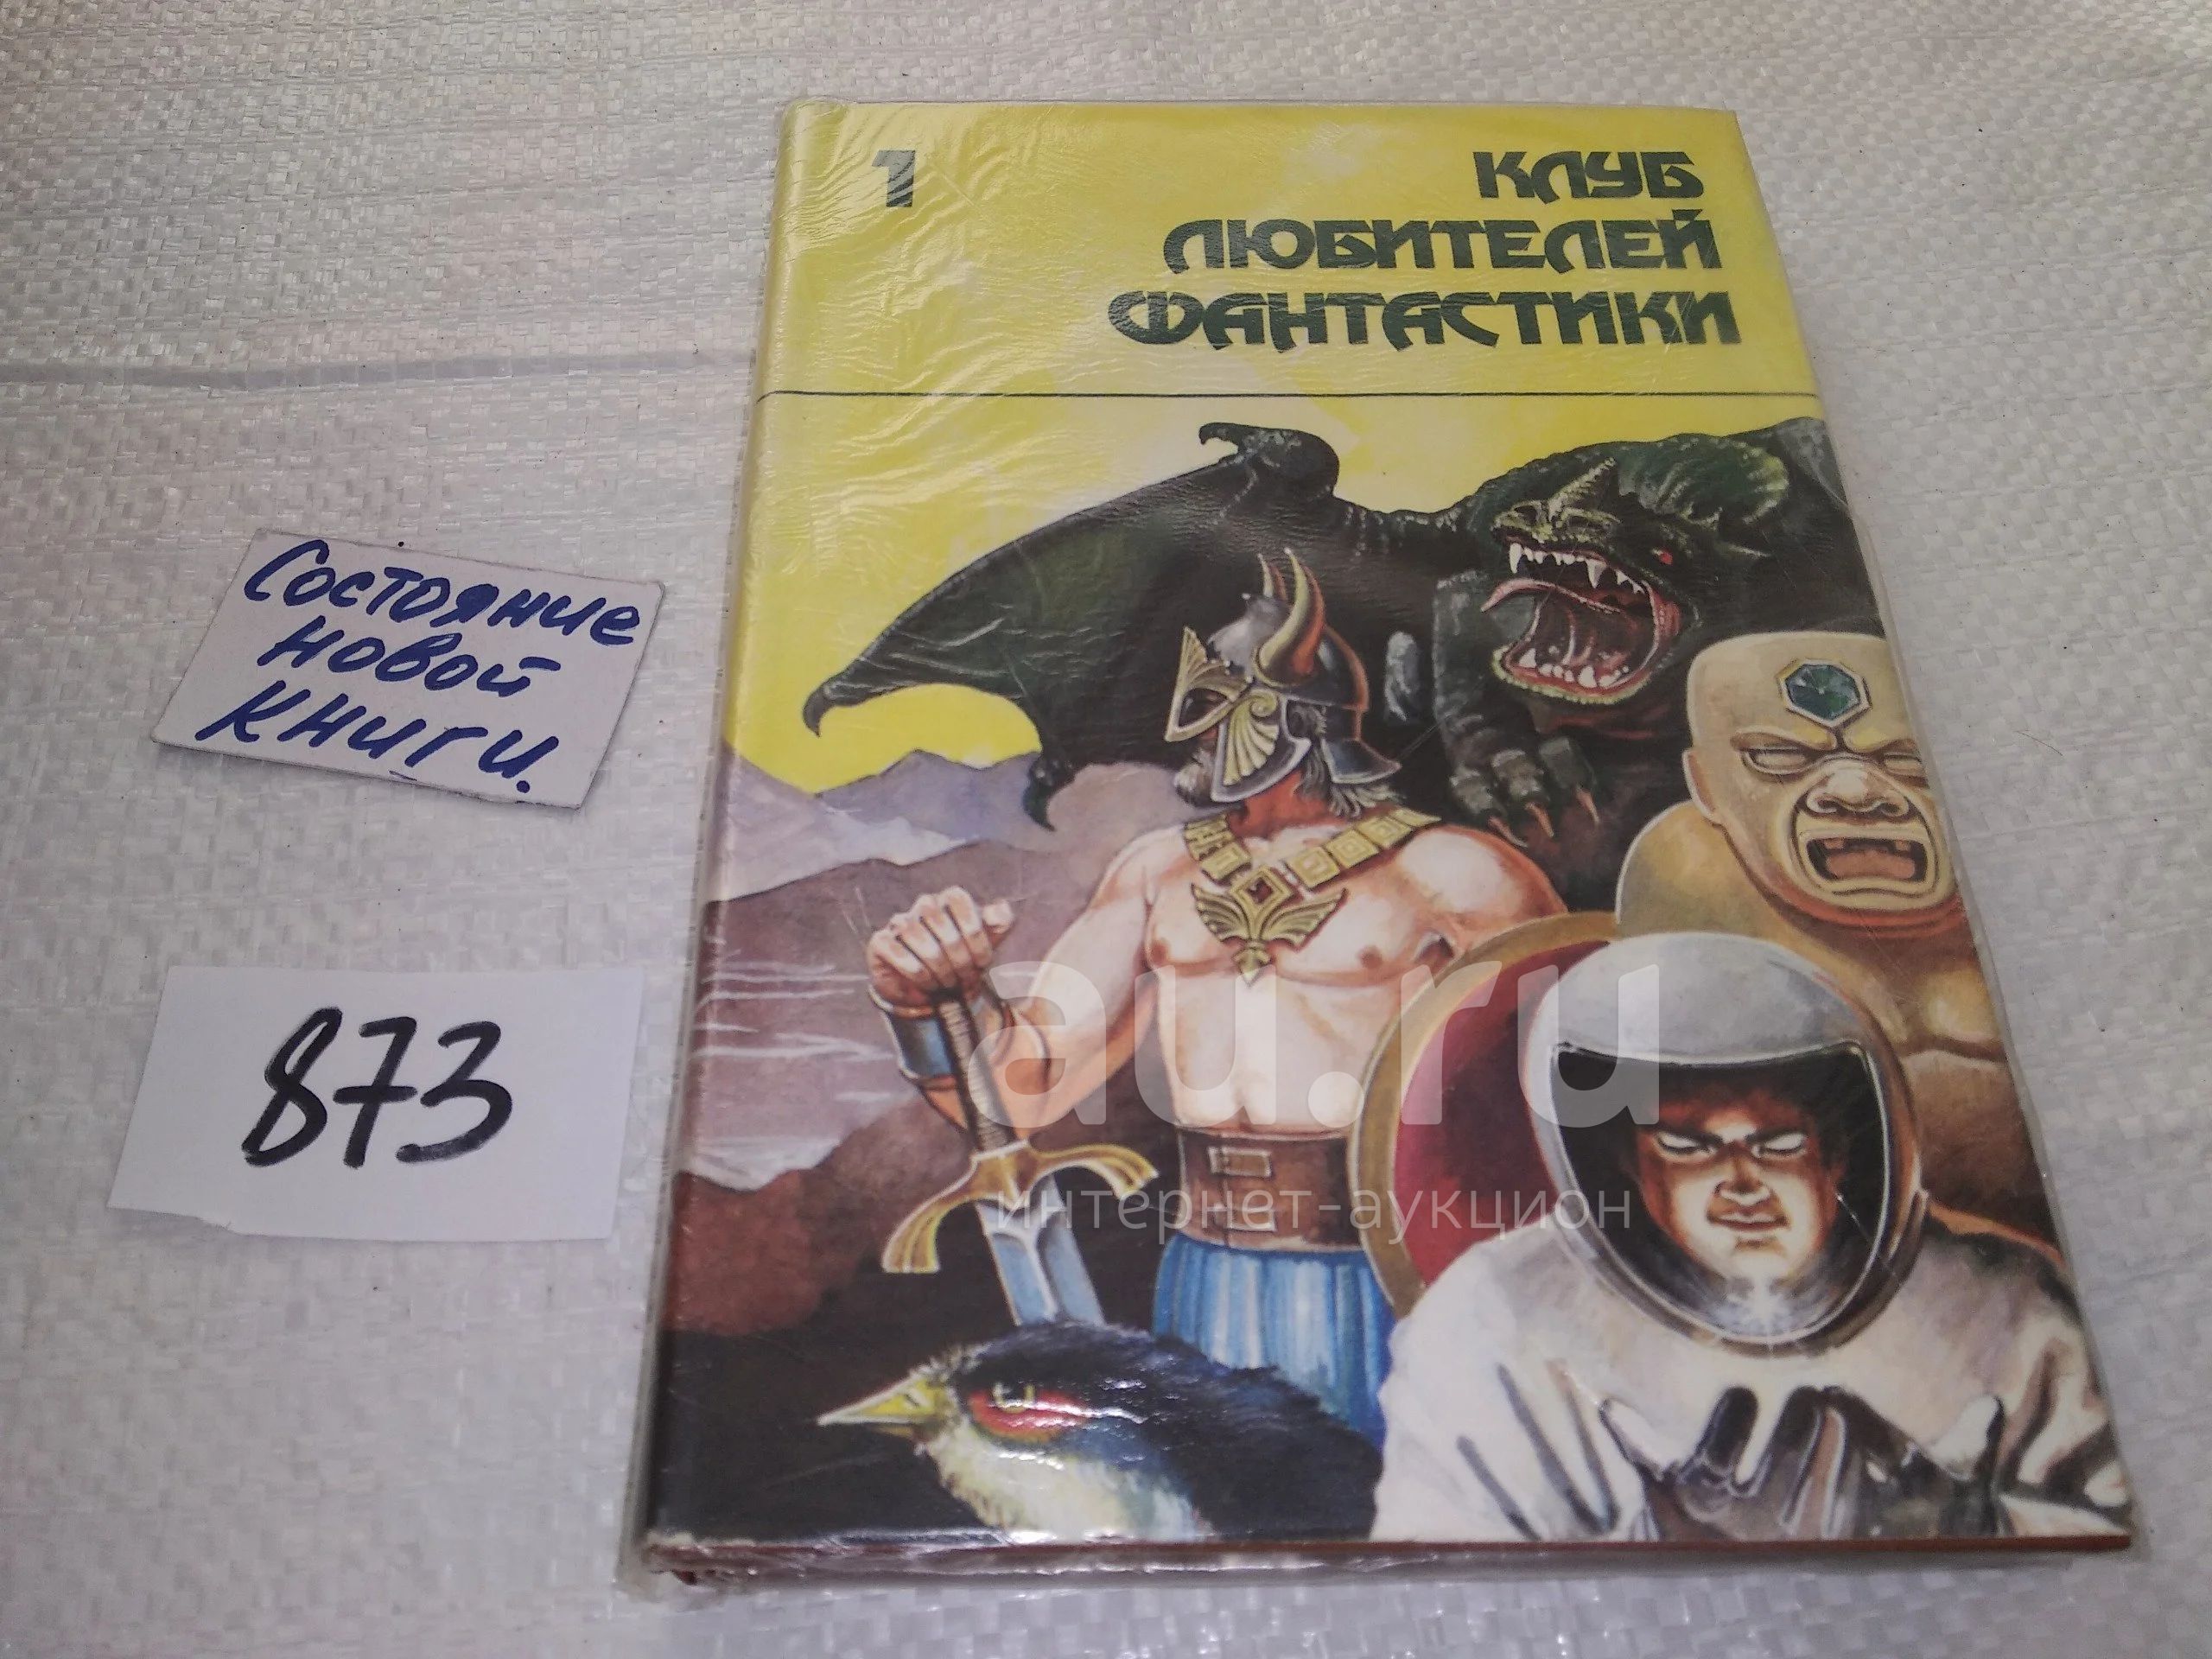 1
КЛУБ
ЛЮБИТЕЛЕЙ
ФАНТАСТИКИ
Состояние
новой
книги.
873
au.ru
интернет-аукцион